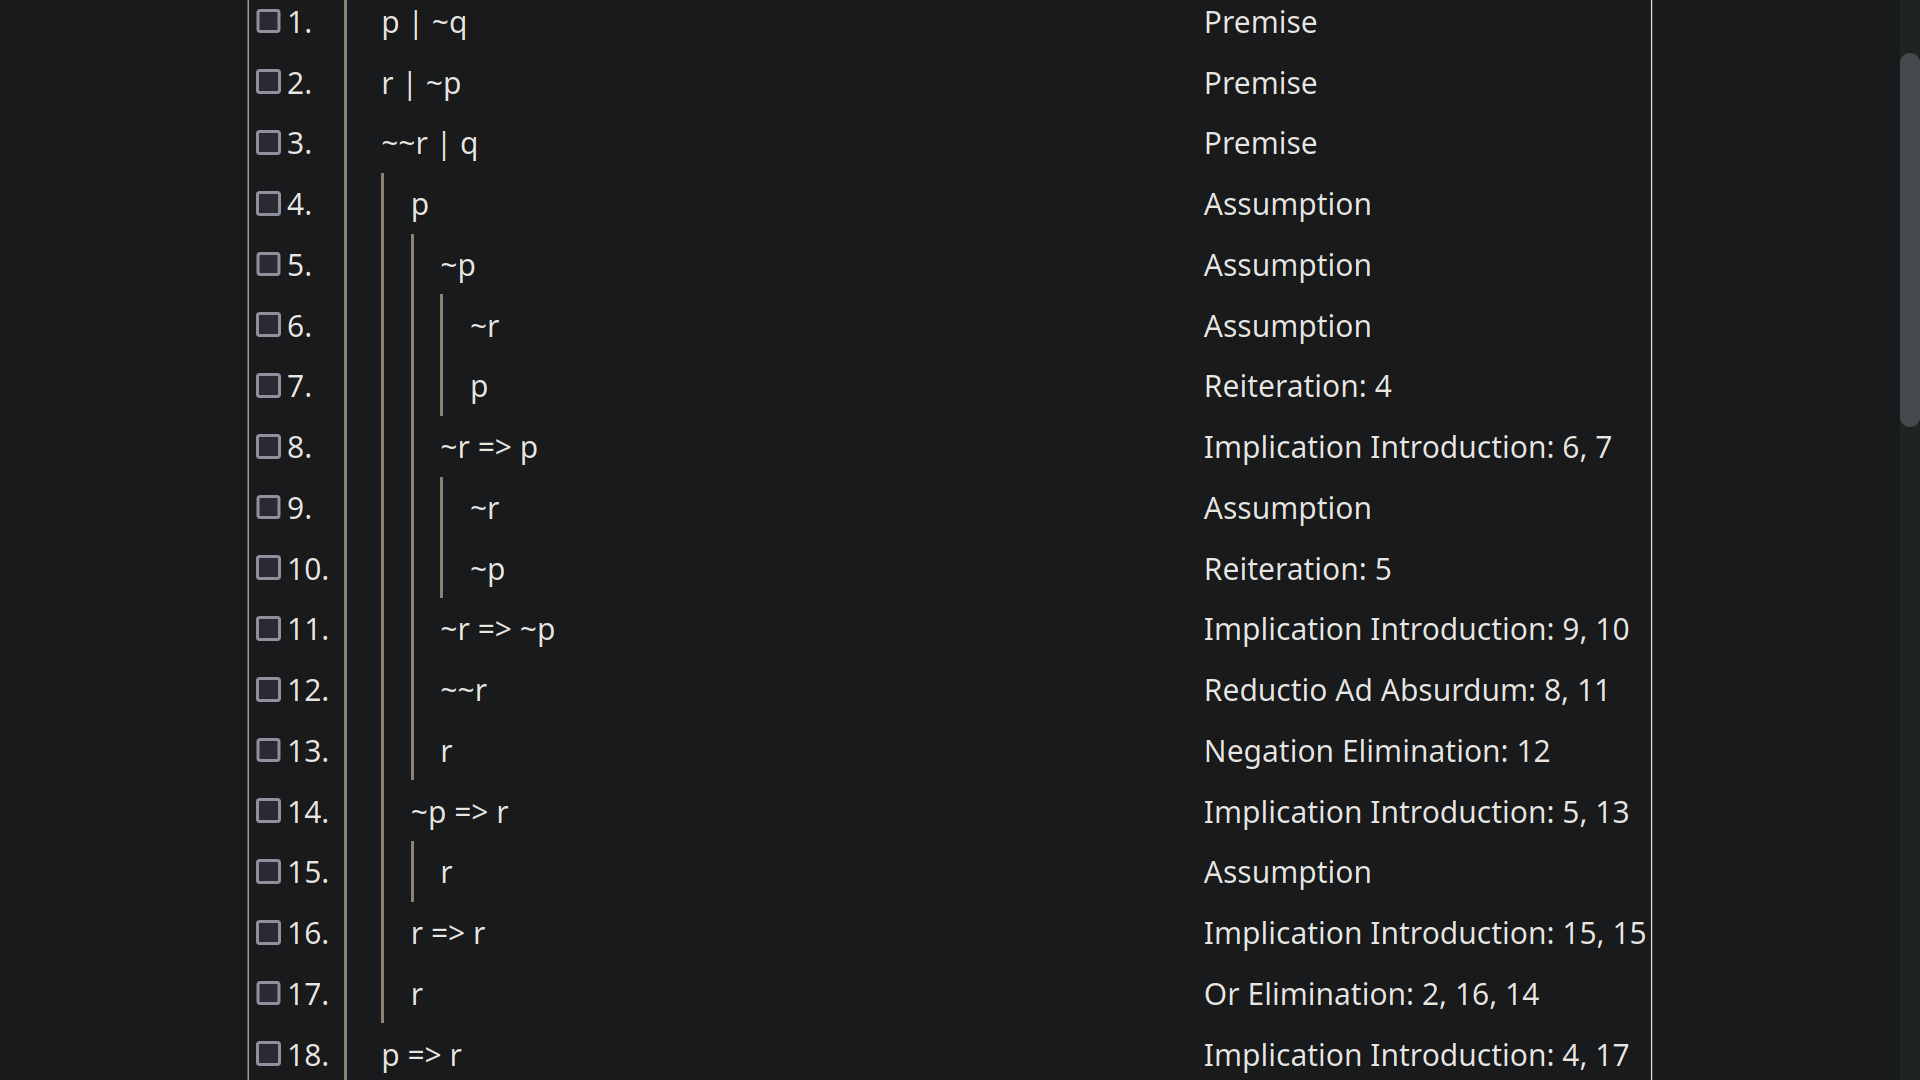 1. p | ~q Premise
2. r | ~p Premise
3. ~~r | q Premise
4. p Assumption
5. ~p Assumption
6. ~r Assumption
7. p Reiteration: 4
8. ~r => p Implication Introduction: 6, 7
9. ~r Assumption
10. ~p Reiteration: 5
11. ~r => ~p Implication Introduction: 9, 10
12. ~~r Reductio Ad Absurdum: 8, 11
13. r Negation Elimination: 12
14. ~p => r Implication Introduction: 5, 13
15. r Assumption
16. r => r Implication Introduction: 15, 15
17. r Or Elimination: 2, 16, 14
18. p => r Implication Introduction: 4, 17